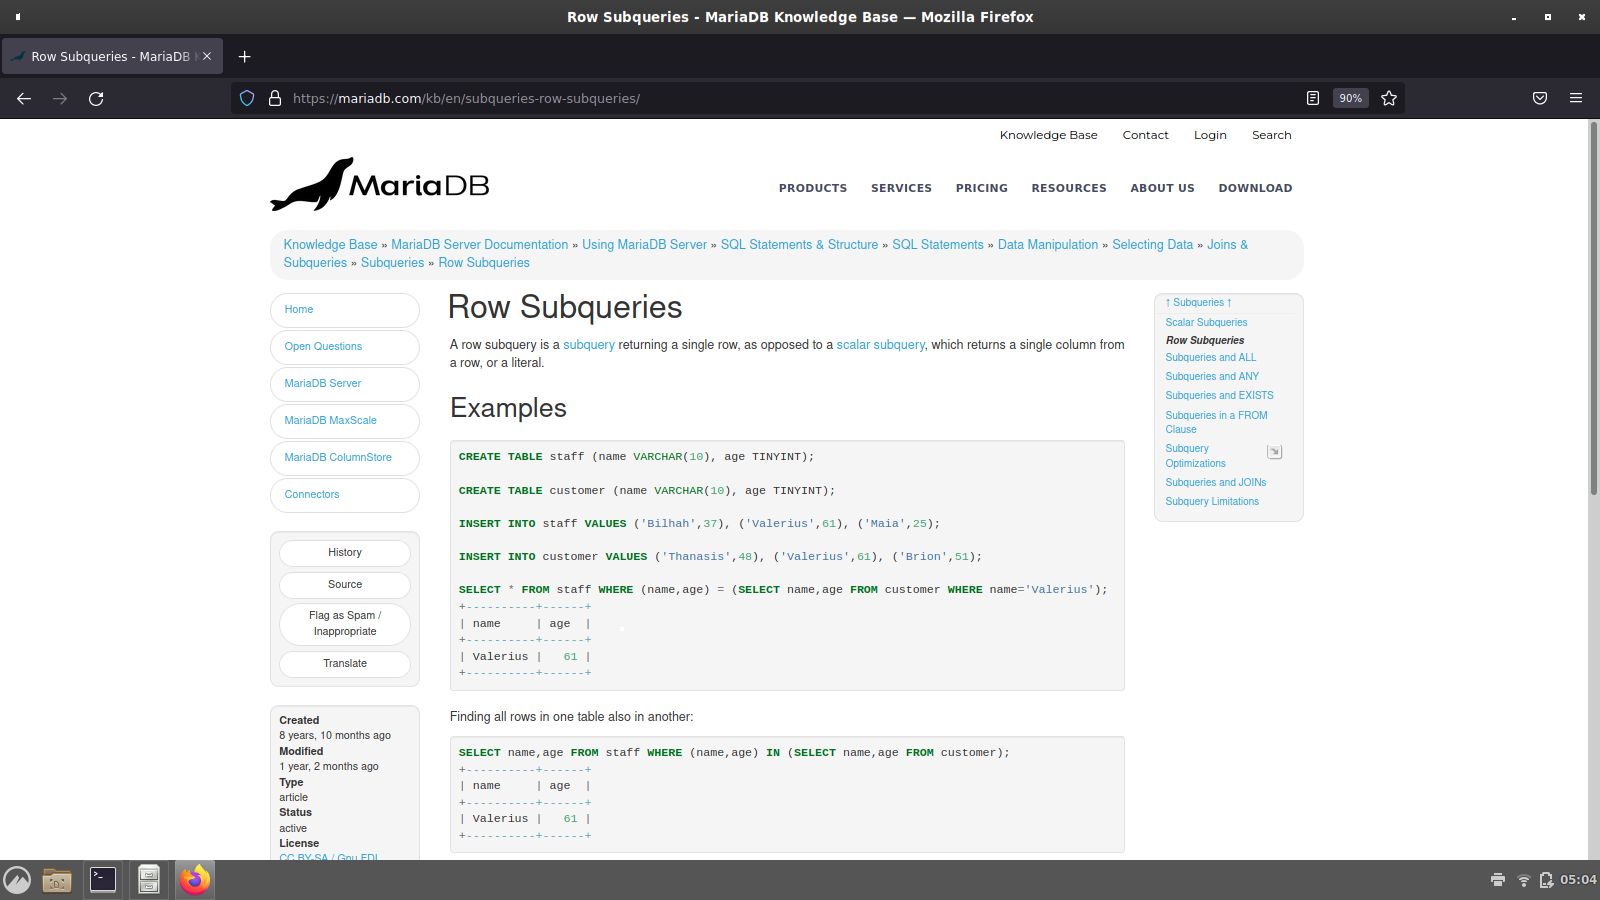 Row Subqueries - MariaDB Knowledge Base — Mozilla Firefox
Row Subqueries - MariaDB
https://mariadb.com/kb/en/subqueries-row-subqueries/
90%
Knowledge Base Contact Login Search
MariaDB
PRODUCTS SERVICES PRICING RESOURCES ABOUT US DOWNLOAD
Knowledge Base » MariaDB Server Documentation » Using MariaDB Server » SQL Statements & Structure » SQL Statements » Data Manipulation » Selecting Data » Joins &
Subqueries » Subqueries » Row Subqueries
Home
Open Questions
MariaDB Server
MariaDB MaxScale
MariaDB ColumnStore
Connectors
History
Source
Flag as Spam /
Inappropriate
Translate
Created
8 years, 10 months ago
Modified
1 year, 2 months ago
Type
article
Status
active
License
CC BY-SA / Gnu FDL
Row Subqueries
A row subquery is a subquery returning a single row, as opposed to a scalar subquery, which returns a single column from
a row, or a literal.
Examples
CREATE TABLE staff (name VARCHAR(10), age TINYINT);
CREATE TABLE customer (name VARCHAR(10), age TINYINT);
INSERT INTO staff VALUES ('Bilhah',37), ('Valerius',61), ('Maia',25);
INSERT INTO customer VALUES ('Thanasis',48), ('Valerius',61), ('Brion',51);
SELECT * FROM staff WHERE (name,age) = (SELECT name,age FROM customer WHERE name='Valerius');
+----------+------+
| name     | age  |
+----------+------+
| Valerius |   61 |
+----------+------+
Finding all rows in one table also in another:
SELECT name,age FROM staff WHERE (name,age) IN (SELECT name,age FROM customer);
+----------+------+
| name     | age  |
+----------+------+
| Valerius |   61 |
+----------+------+
↑ Subqueries ↑
Scalar Subqueries
Row Subqueries
Subqueries and ALL
Subqueries and ANY
Subqueries and EXISTS
Subqueries in a FROM
Clause
Subquery
Optimizations
Subqueries and JOINs
Subquery Limitations
05:04